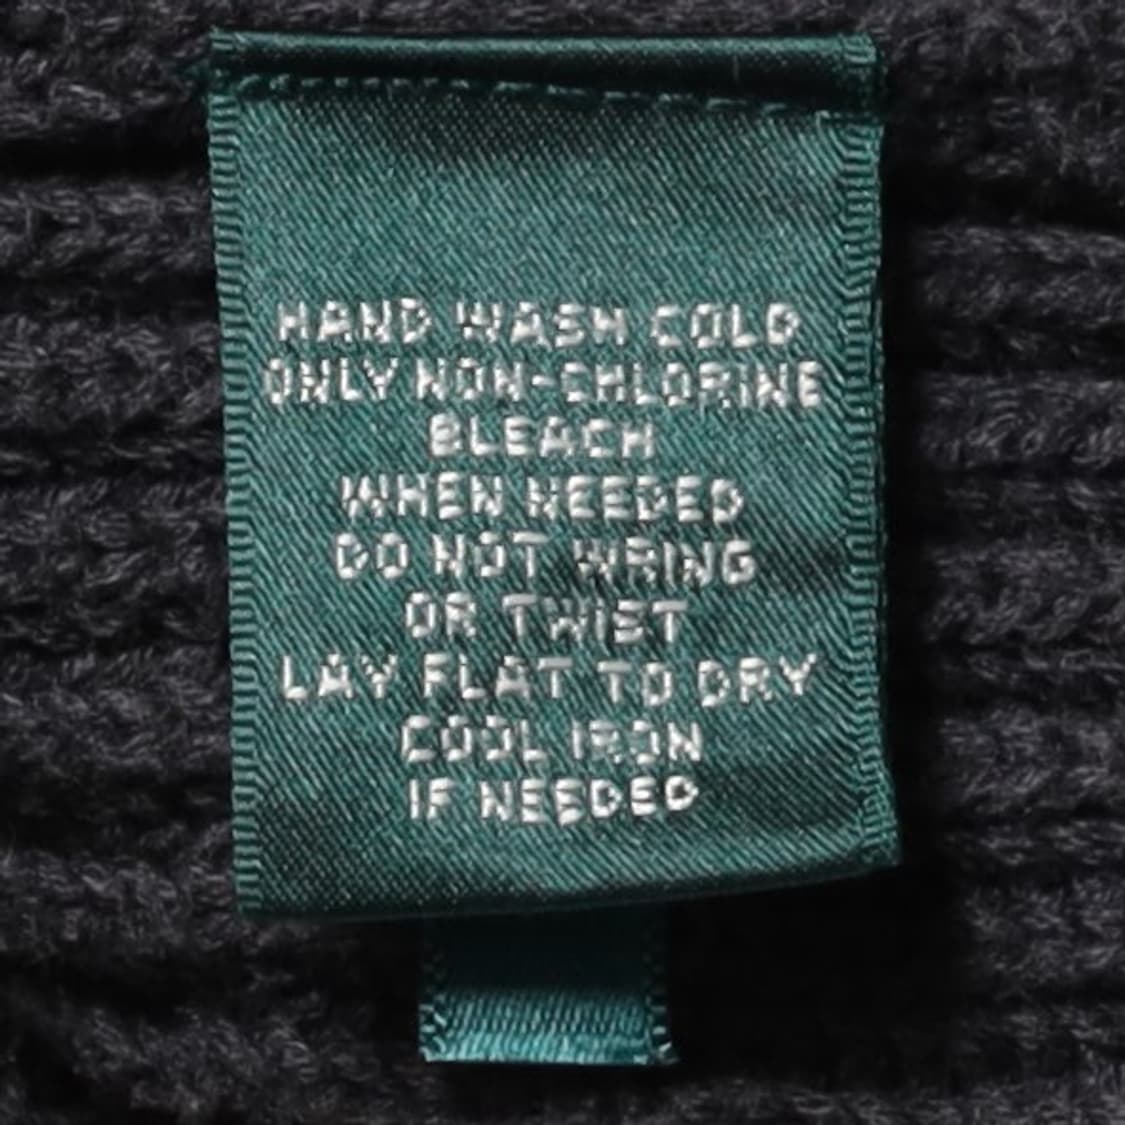 HAND WASH COLD
ONLY NON-CHLORINE
BLEACH
WHEN NEEDED
DO NOT WRING
OR TWIST
LAY FLAT TO DRY
COOL IRON
IF NEEDED